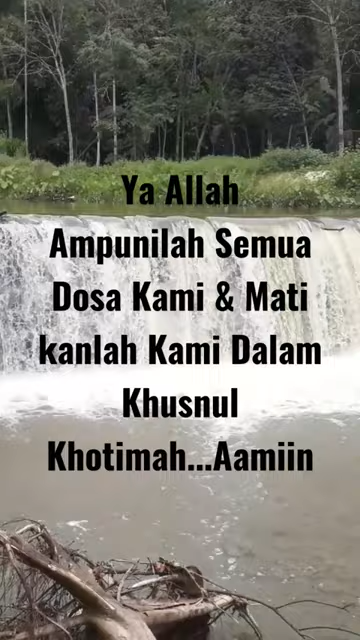 Ya Allah
Ampunilah Semua
Dosa Kami & Mati
kanlah Kami Dalam
Khusnul
Khotimah...Aamiin